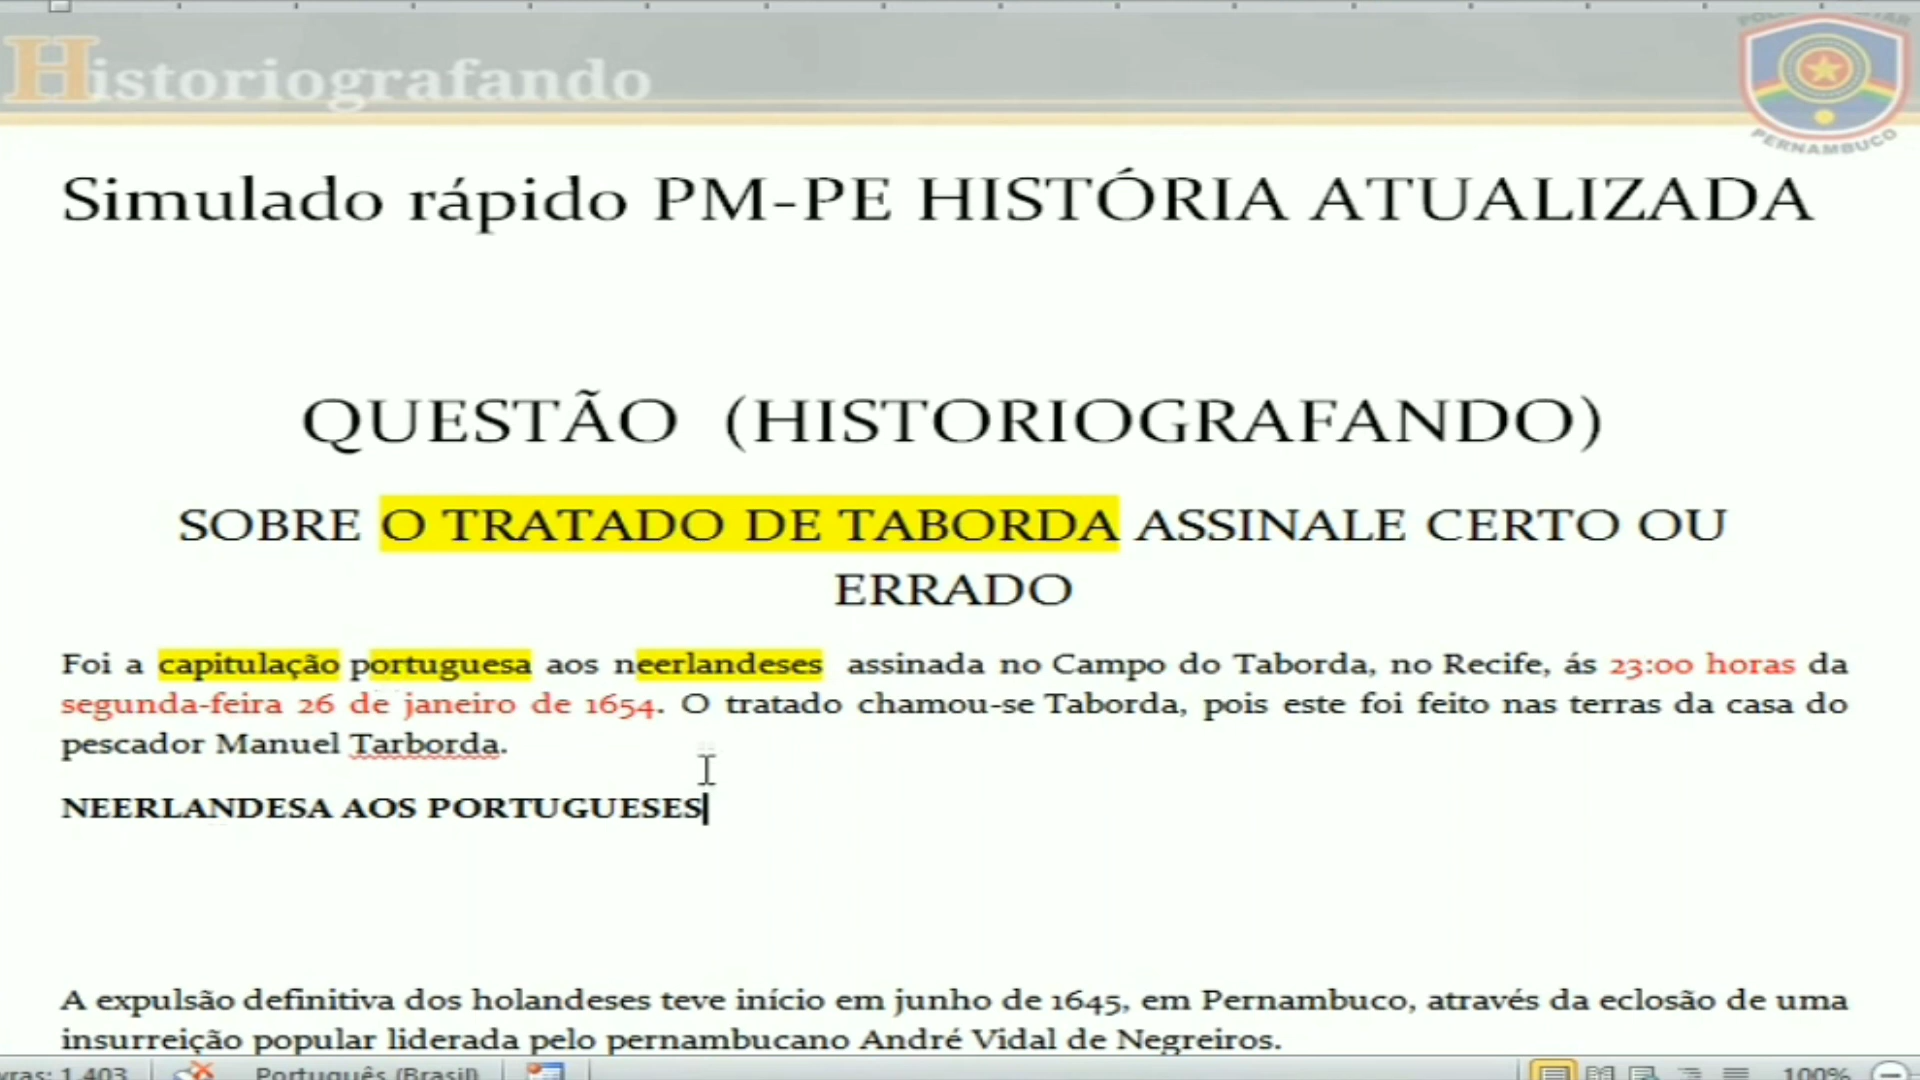 Historiografando
PERNAMBUCO
Simulado rápido PM-PE HISTÓRIA ATUALIZADA
QUESTÃO (HISTORIOGRAFANDO)
SOBRE O TRATADO DE TABORDA ASSINALE CERTO OU
ERRADO
Foi a capitulação portuguesa aos neerlandeses assinada no Campo do Taborda, no Recife, ás 23:00 horas da
segunda-feira 26 de janeiro de 1654. O tratado chamou-se Taborda, pois este foi feito nas terras da casa do
pescador Manuel Tarborda.
NEERLANDESA AOS PORTUGUESES
A expulsão definitiva dos holandeses teve início em junho de 1645, em Pernambuco, através da eclosão de uma
insurreição popular liderada pelo pernambucano André Vidal de Negreiros.
1.403 Português (Brasil) 100%